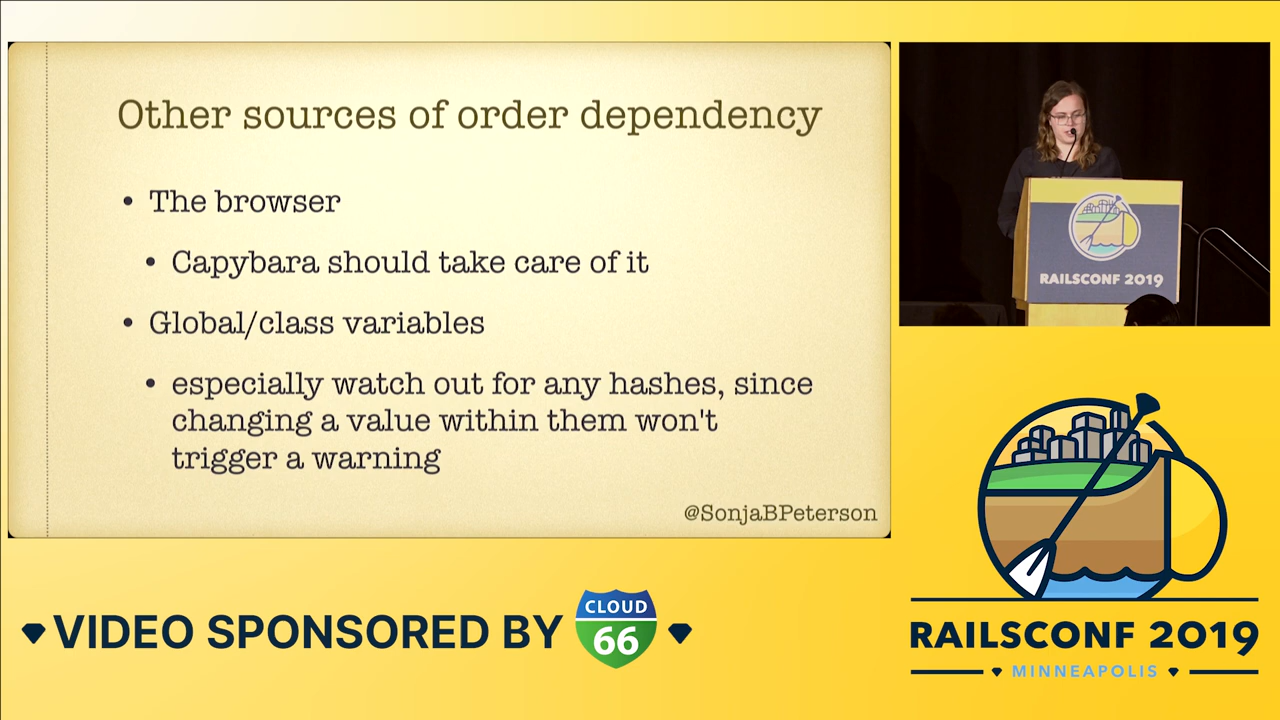 Other sources of order dependency
• The browser
• Capybara should take care of it
• Global/class variables
• especially watch out for any hashes, since
changing a value within them won't
trigger a warning
@SonjaBPeterson
RAILSCONF 2019
VIDEO SPONSORED BY
CLOUD
66
RAILSCONF 2019
MINNEAPOLIS